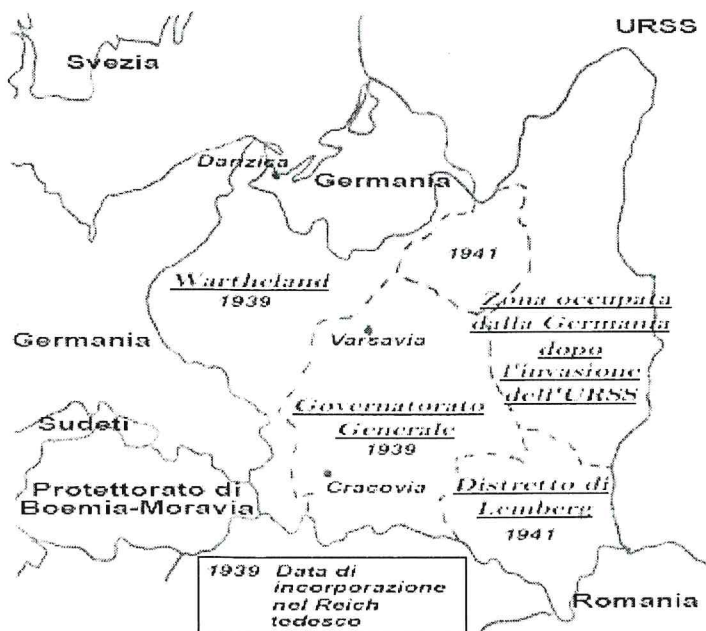 URSS
Svezia
Danzica
Germania
1941
Wartheland
1939
Zona occupata
dalla Germania
dopo
l'invasione
dell'URSS
Germania
Varsavia
Sudeti
Governatorato
Generale
1939
Protettorato di
Boemia-Moravia
Cracovia
Distretto di
Lemberg
1941
1939 Data di
incorporazione
nel Reich
tedesco
Romania